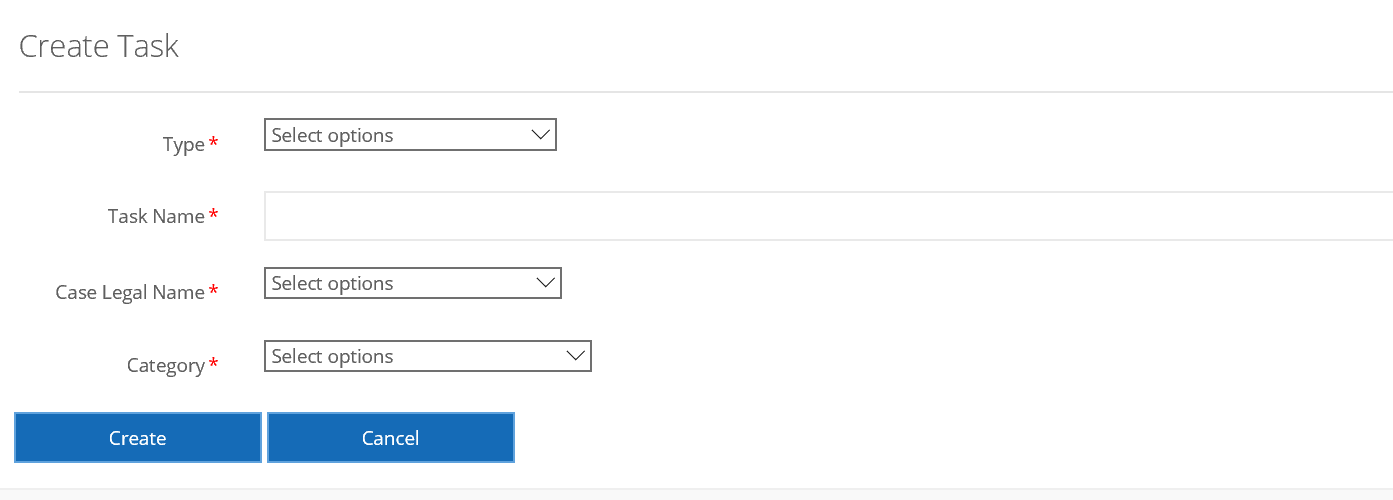 Create Task
Type * Select options
Task Name *
Case Legal Name * Select options
Category * Select options
Create Cancel